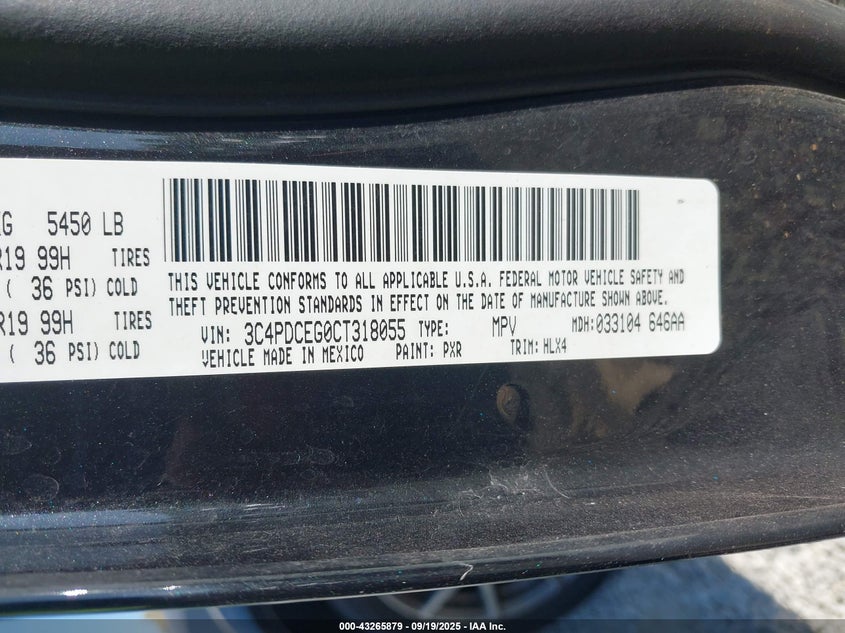 KG 5450 LB
R19 99H TIRES
( 36 PSI) COLD
R19 99H TIRES
( 36 PSI) COLD
THIS VEHICLE CONFORMS TO ALL APPLICABLE U.S.A. FEDERAL MOTOR VEHICLE SAFETY AND
THEFT PREVENTION STANDARDS IN EFFECT ON THE DATE OF MANUFACTURE SHOWN ABOVE.
VIN: 3C4PDCEG0CT318055 TYPE: MPV MDH:033104 646AA
VEHICLE MADE IN MEXICO PAINT: PXR TRIM: HLX4
000-43265879 - 09/19/2025 - IAA Inc.